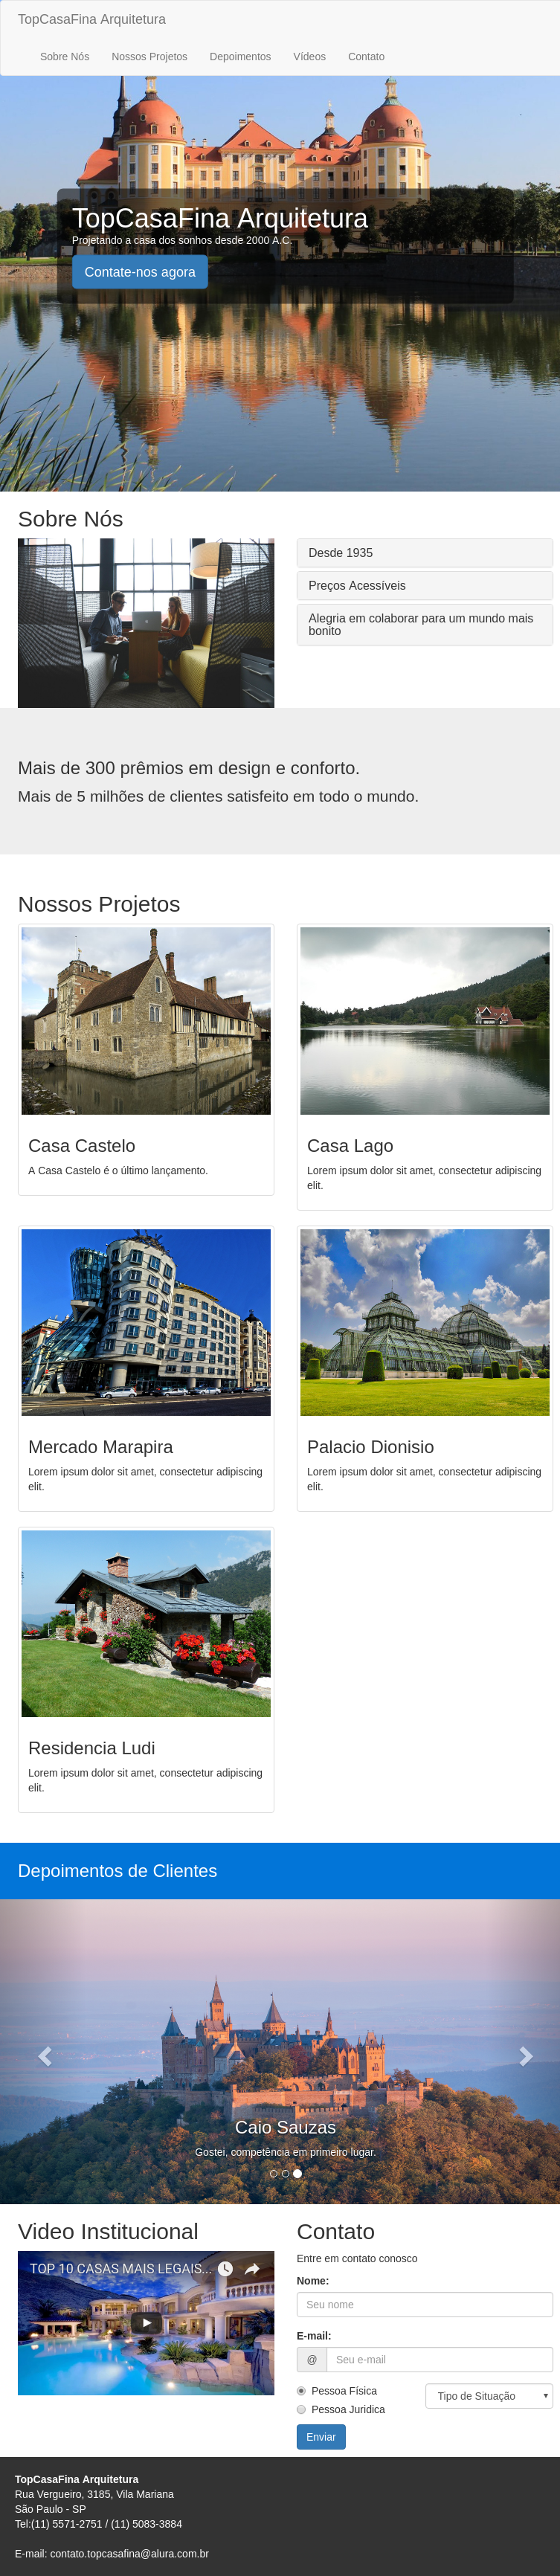 TopCasaFina Arquitetura
Sobre Nós Nossos Projetos Depoimentos Vídeos Contato
TopCasaFina Arquitetura
Projetando a casa dos sonhos desde 2000 A.C.
Contate-nos agora
Sobre Nós
Desde 1935
Preços Acessíveis
Alegria em colaborar para um mundo mais
bonito
Mais de 300 prêmios em design e conforto.
Mais de 5 milhões de clientes satisfeito em todo o mundo.
Nossos Projetos
Casa Castelo
A Casa Castelo é o último lançamento.
Casa Lago
Lorem ipsum dolor sit amet, consectetur adipiscing
elit.
Mercado Marapira
Lorem ipsum dolor sit amet, consectetur adipiscing
elit.
Palacio Dionisio
Lorem ipsum dolor sit amet, consectetur adipiscing
elit.
Residencia Ludi
Lorem ipsum dolor sit amet, consectetur adipiscing
elit.
Depoimentos de Clientes
Caio Sauzas
Gostei, competência em primeiro lugar.
Video Institucional
TOP 10 CASAS MAIS LEGAIS...
Contato
Entre em contato conosco
Nome:
Seu nome
E-mail:
@ Seu e-mail
Pessoa Física
Tipo de Situação
Pessoa Juridica
Enviar
TopCasaFina Arquitetura
Rua Vergueiro, 3185, Vila Mariana
São Paulo - SP
Tel:(11) 5571-2751 / (11) 5083-3884
E-mail: contato.topcasafina@alura.com.br